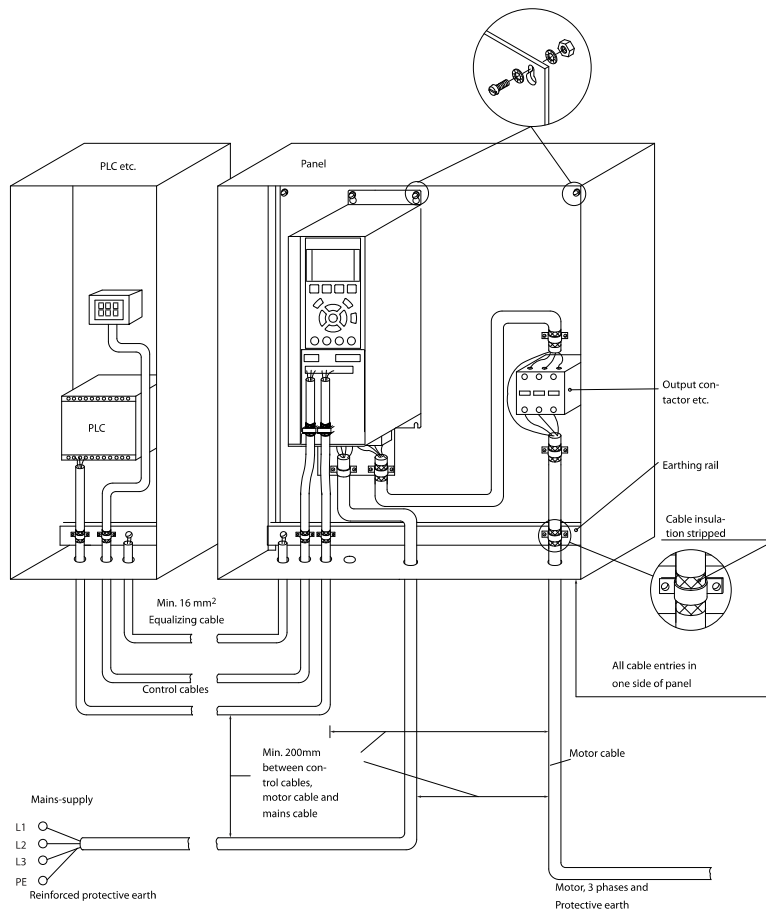 PLC etc.
Panel
PLC
Output con-
tactor etc.
Earthing rail
Cable insula-
tion stripped
Min. 16 mm2
Equalizing cable
All cable entries in
one side of panel
Control cables
Min. 200mm
between con-
trol cables,
motor cable and
mains cable
Motor cable
Mains-supply
L1
L2
L3
PE
Reinforced protective earth
Motor, 3 phases and
Protective earth